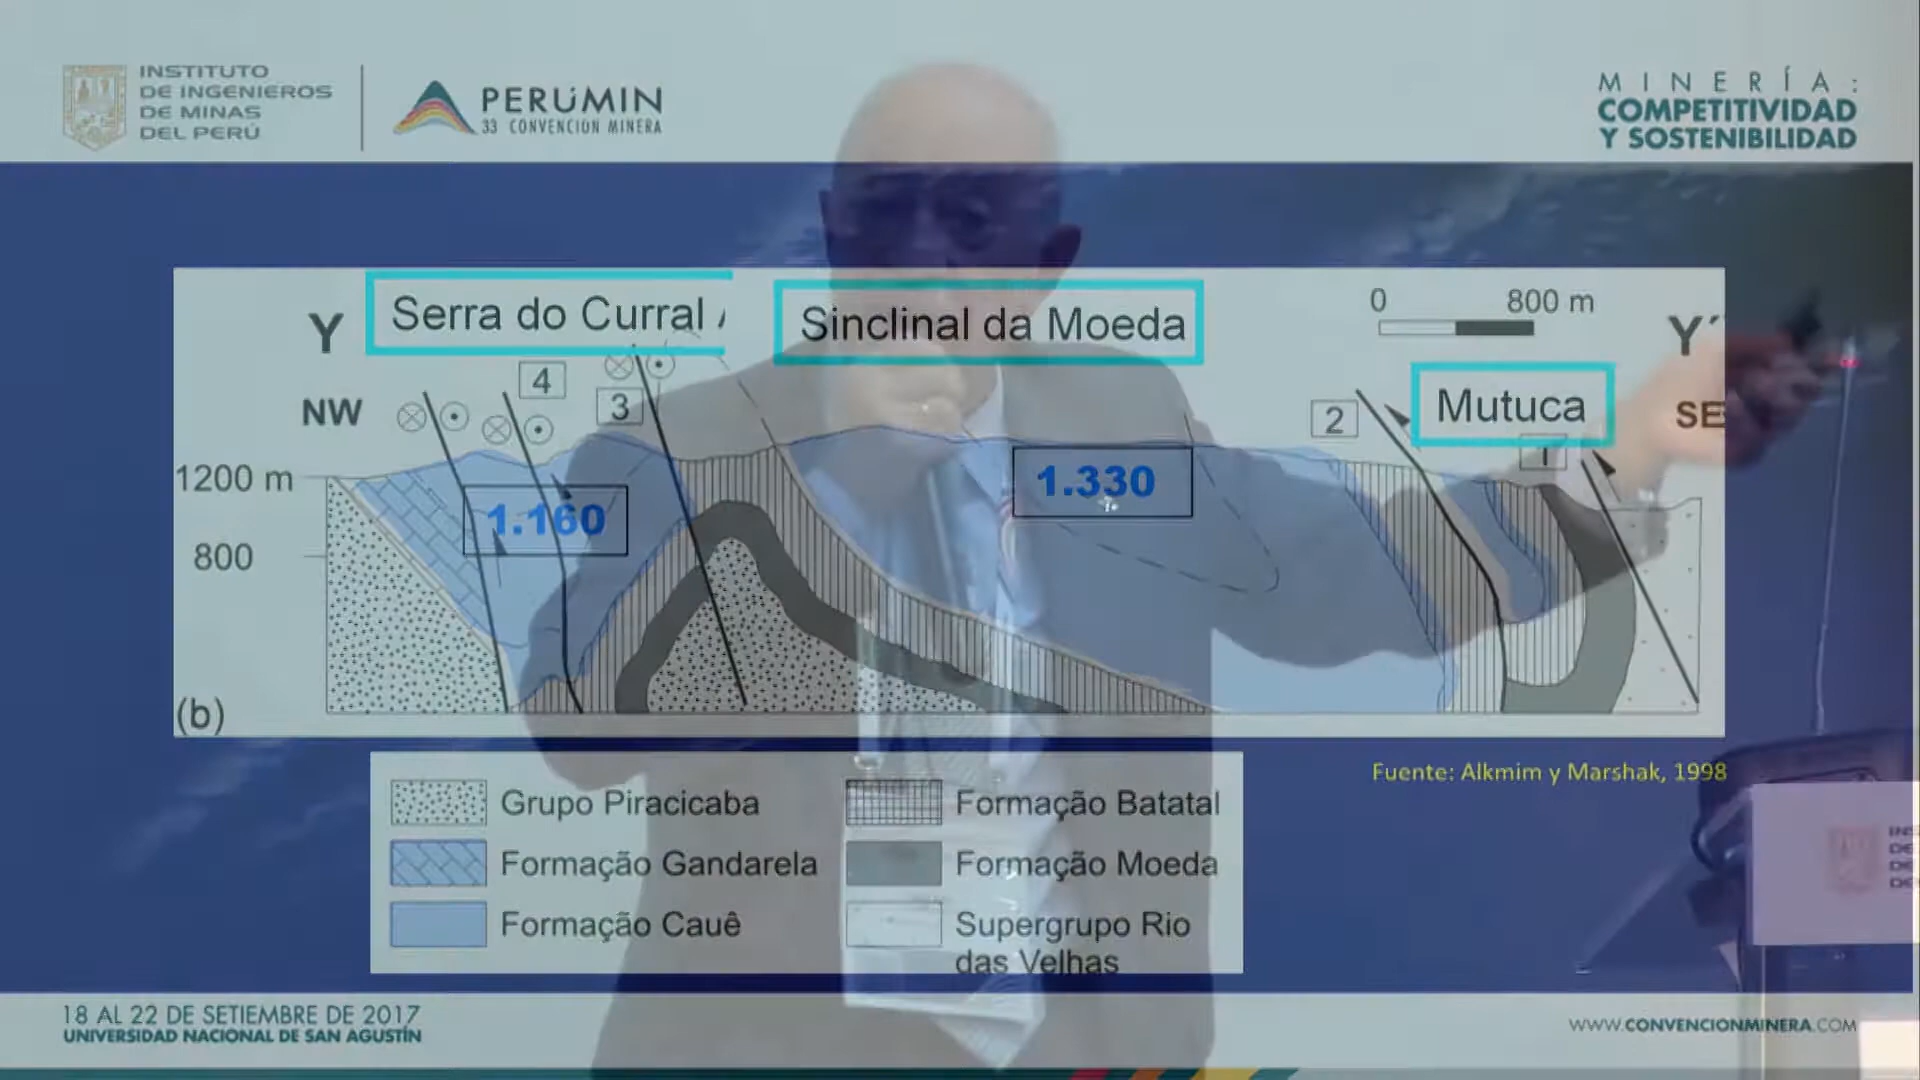 INSTITUTO
DE INGENIEROS
DE MINAS
DEL PERÚ
PERÚMIN
33 CONVENCIÓN MINERA
MINERÍA:
COMPETITIVIDAD
Y SOSTENIBILIDAD
Y
Serra do Curral
Sinclinal da Moeda
0 800 m
Y´
NW
4
3
2
Mutuca
SE
1
1200 m
1.160
1.330
800
(b)
Fuente: Alkmim y Marshak, 1998
Grupo Piracicaba
Formação Gandarela
Formação Cauê
Formação Batatal
Formação Moeda
Supergrupo Rio
das Velhas
18 AL 22 DE SETIEMBRE DE 2017
UNIVERSIDAD NACIONAL DE SAN AGUSTÍN
WWW.CONVENCIONMINERA.COM